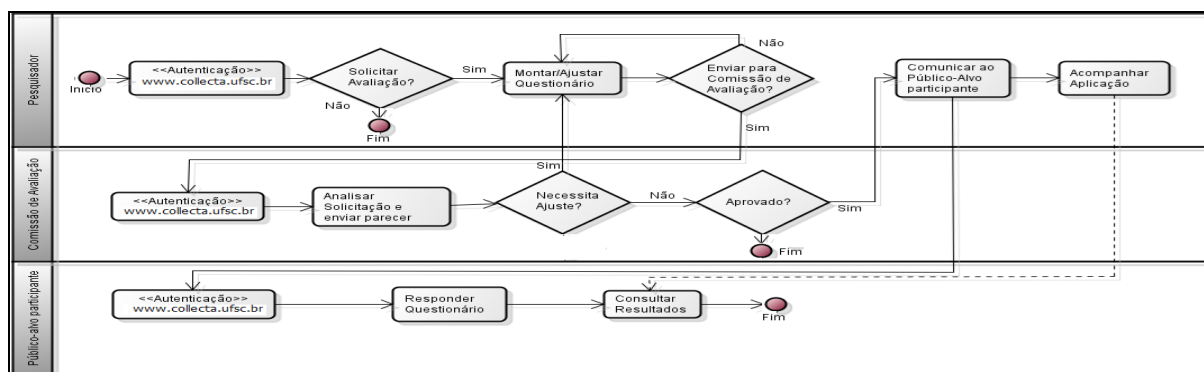 Pesquisador
Início
<<Autenticação>>
www.collecta.ufsc.br
Solicitar
Avaliação?
Não
Fim
Sim
Montar/Ajustar
Questionário
Não
Enviar para
Comissão de
Avaliação?
Sim
Comunicar ao
Público-Alvo
participante
Acompanhar
Aplicação
Comissão de Avaliação
<<Autenticação>>
www.collecta.ufsc.br
Analisar
Solicitação e
enviar parecer
Sim
Necessita
Ajuste?
Não
Aprovado?
Sim
Fim
Público-alvo participante
<<Autenticação>>
www.collecta.ufsc.br
Responder
Questionário
Consultar
Resultados
Fim